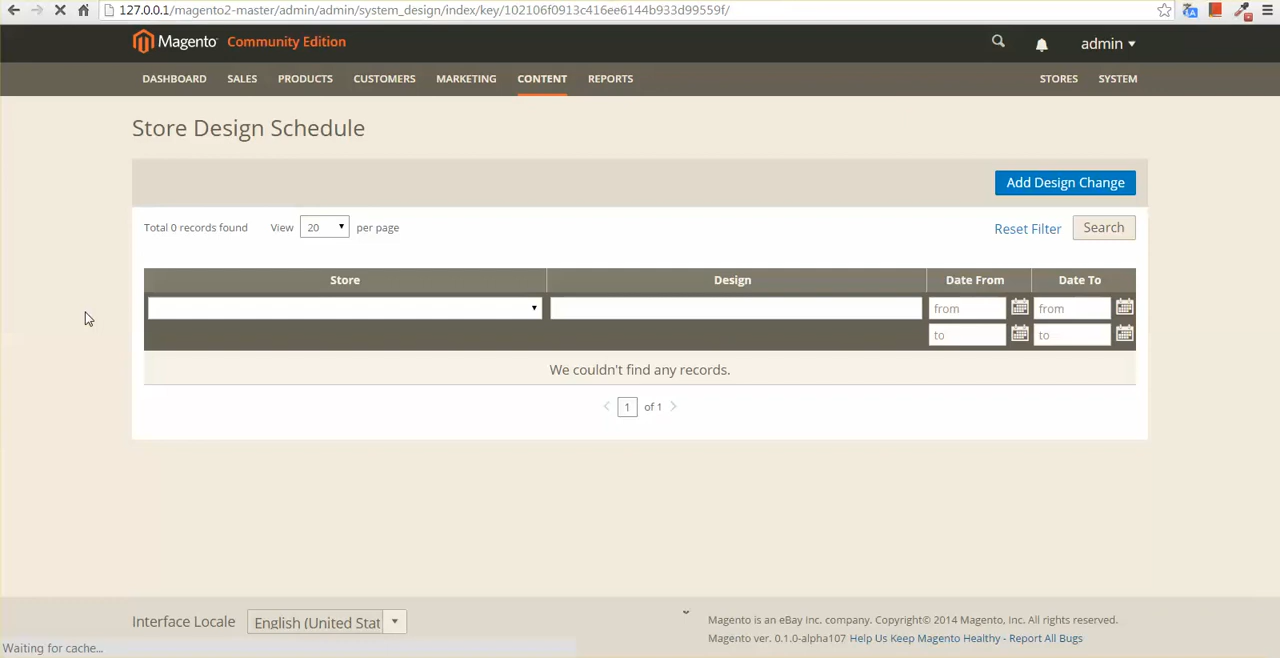 127.0.0.1/magento2-master/admin/admin/system_design/index/key/102106f0913c416ee6144b933d99559f/
Magento Community Edition
admin
DASHBOARD SALES PRODUCTS CUSTOMERS MARKETING CONTENT REPORTS STORES SYSTEM
Store Design Schedule
Add Design Change
Total 0 records found View 20 per page Reset Filter Search
Store Design Date From Date To
from from
to to
We couldn't find any records.
1 of 1
Interface Locale English (United Stat
Magento is an eBay Inc. company. Copyright© 2014 Magento, Inc. All rights reserved.
Magento ver. 0.1.0-alpha107 Help Us Keep Magento Healthy - Report All Bugs
Waiting for cache...